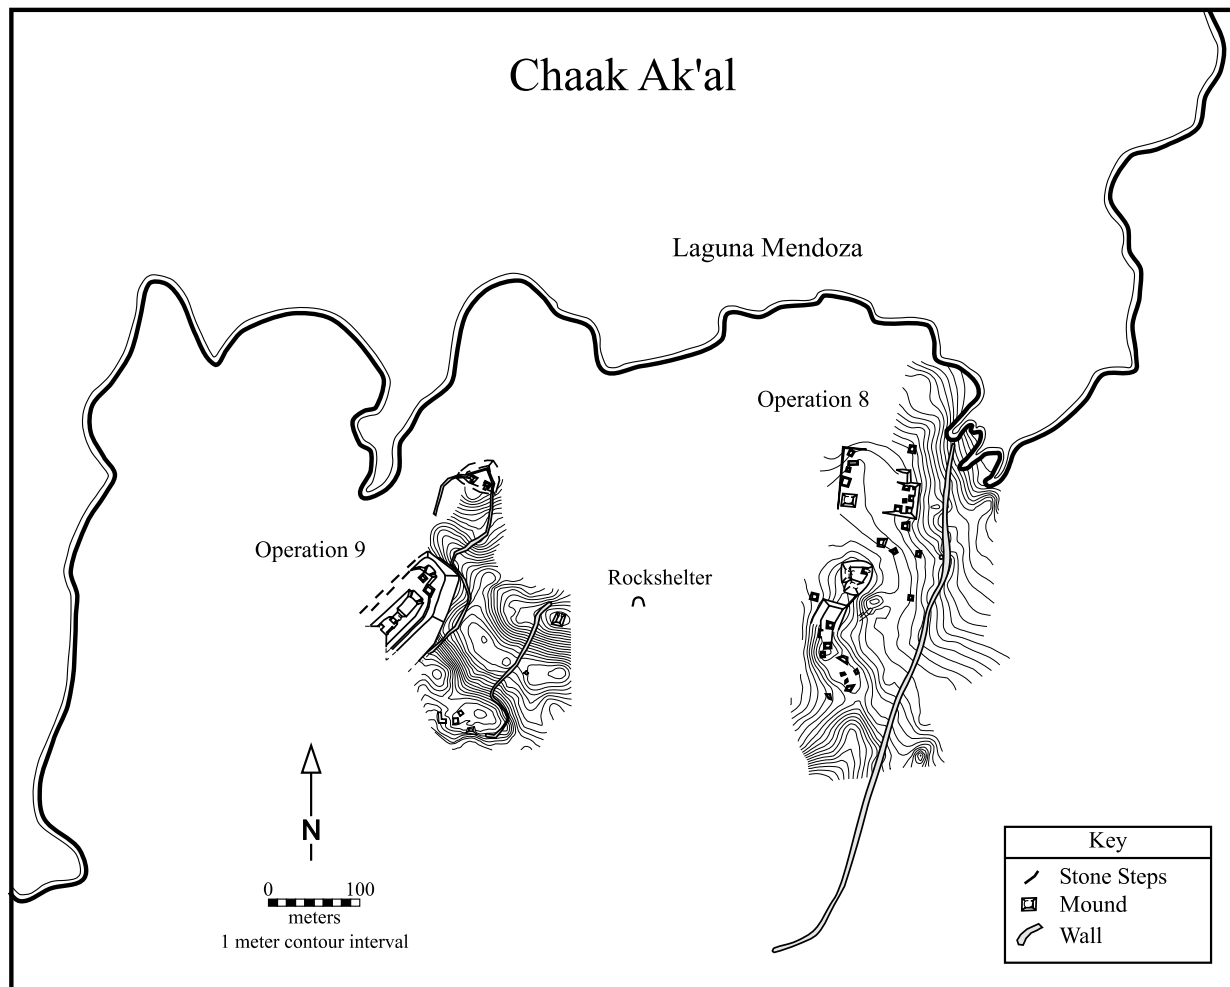 Chaak Ak'al
Laguna Mendoza
Operation 8
Operation 9
Rockshelter
N
0 100
meters
1 meter contour interval
Key
Stone Steps
Mound
Wall